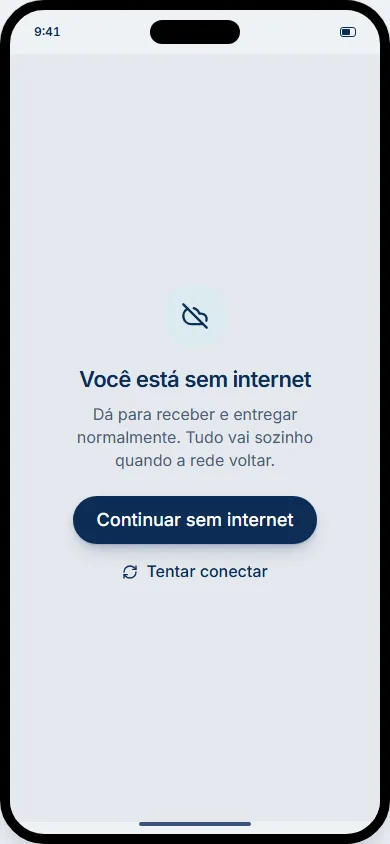 9:41
Você está sem internet
Dá para receber e entregar
normalmente. Tudo vai sozinho
quando a rede voltar.
Continuar sem internet
Tentar conectar